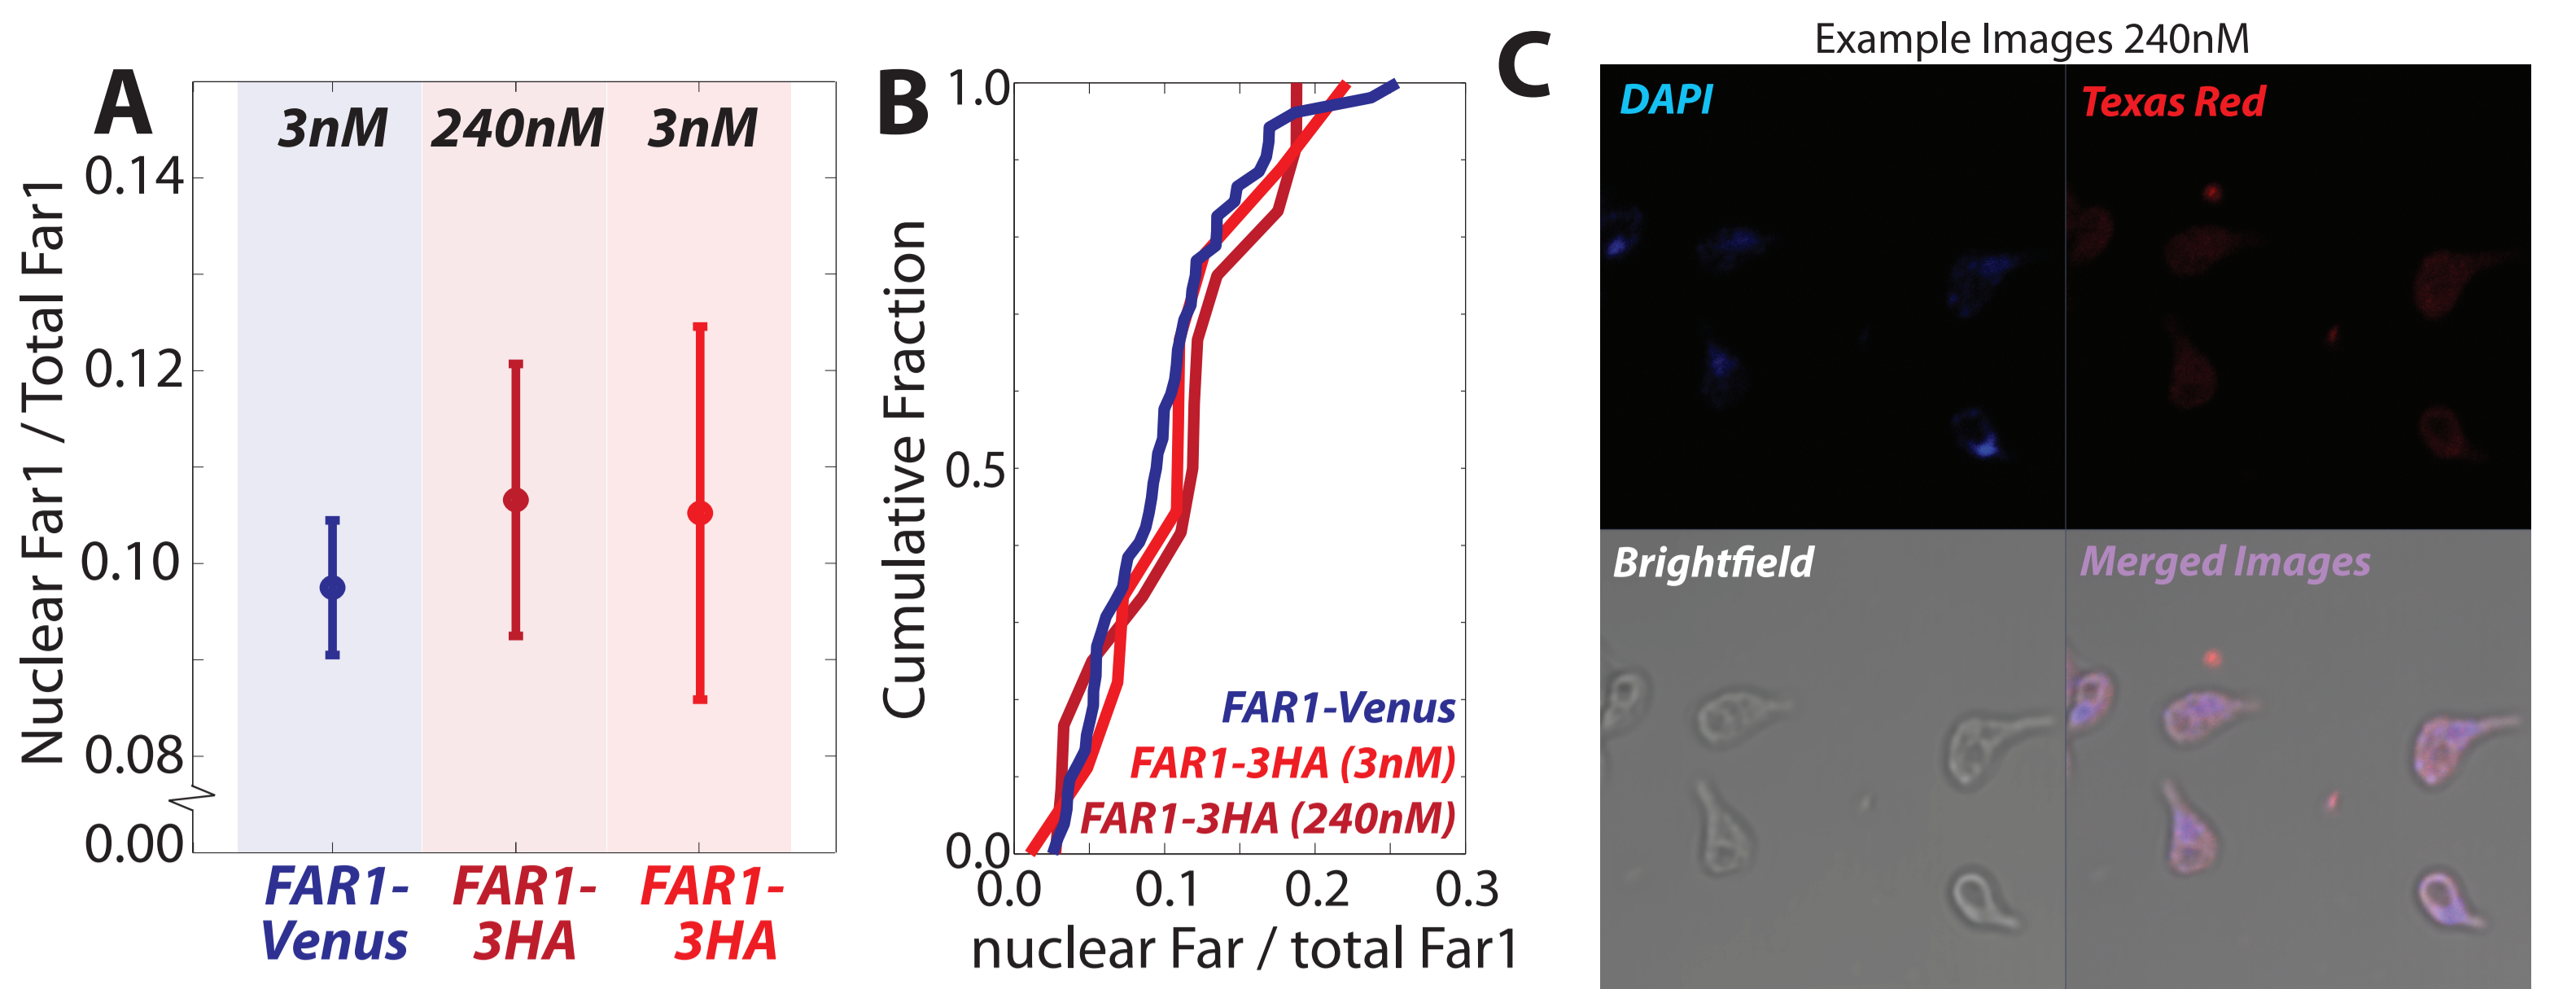 A
3nM 240nM 3nM
Nuclear Far1 / Total Far1
0.14
0.12
0.10
0.08
0.00
FAR1-
Venus
FAR1-
3HA
FAR1-
3HA
B
Cumulative Fraction
1.0
0.5
0.0
FAR1-Venus
FAR1-3HA (3nM)
FAR1-3HA (240nM)
0.0 0.1 0.2 0.3
nuclear Far / total Far1
C
Example Images 240nM
DAPI
Texas Red
Brightfield
Merged Images